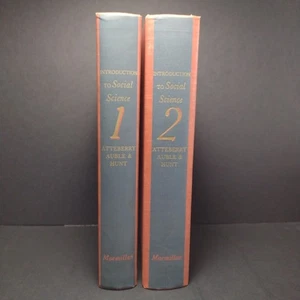 INTRODUCTION
to Social
Science
1
ATTEBERRY
AUBLE &
HUNT
Macmillan
INTRODUCTION
to Social
Science
2
ATTEBERRY
AUBLE &
HUNT
Macmillan